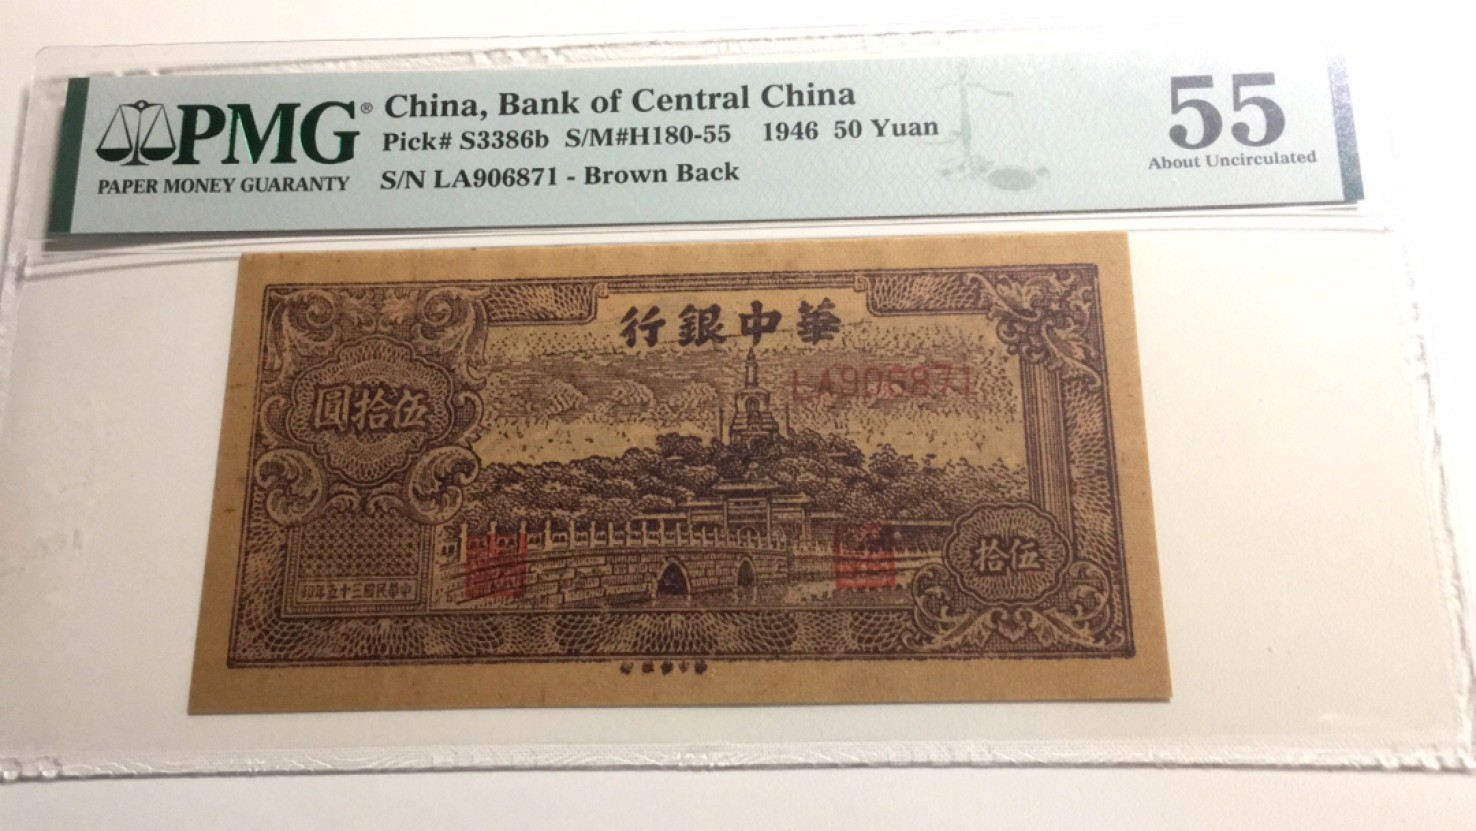 PMG®
PAPER MONEY GUARANTY
China, Bank of Central China
Pick# S3386b S/M#H180-55 1946 50 Yuan
S/N LA906871 - Brown Back
55
About Uncirculated
行銀中華
LA906871
圓拾伍
拾伍
印年五十三國民華中